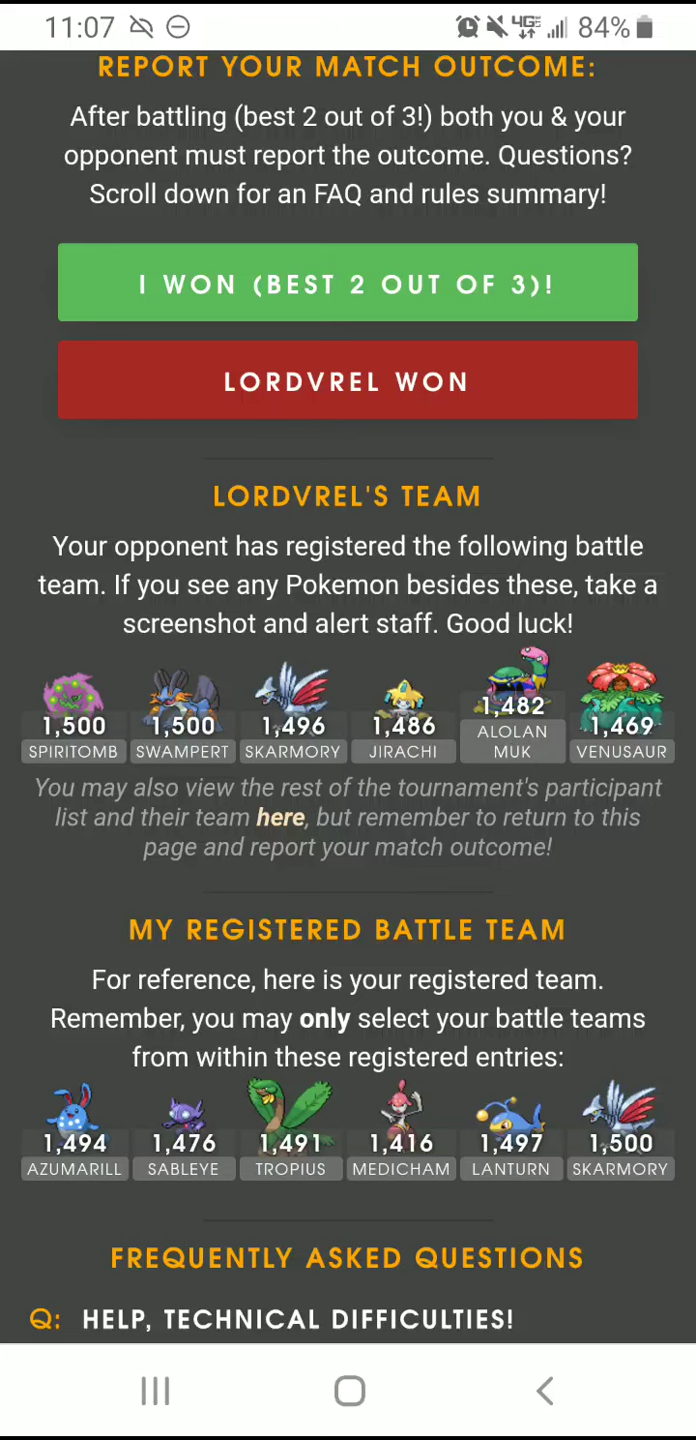 11:07 4GE 84%
REPORT YOUR MATCH OUTCOME:
After battling (best 2 out of 3!) both you & your
opponent must report the outcome. Questions?
Scroll down for an FAQ and rules summary!
I WON (BEST 2 OUT OF 3)!
LORDVREL WON
LORDVREL'S TEAM
Your opponent has registered the following battle
team. If you see any Pokemon besides these, take a
screenshot and alert staff. Good luck!
1,500 1,500 1,496 1,486 1,482 1,469
SPIRITOMB SWAMPERT SKARMORY JIRACHI ALOLAN MUK VENUSAUR
You may also view the rest of the tournament's participant
list and their team here, but remember to return to this
page and report your match outcome!
MY REGISTERED BATTLE TEAM
For reference, here is your registered team.
Remember, you may only select your battle teams
from within these registered entries:
1,494 1,476 1,491 1,416 1,497 1,500
AZUMARILL SABLEYE TROPIUS MEDICHAM LANTURN SKARMORY
FREQUENTLY ASKED QUESTIONS
Q: HELP, TECHNICAL DIFFICULTIES!